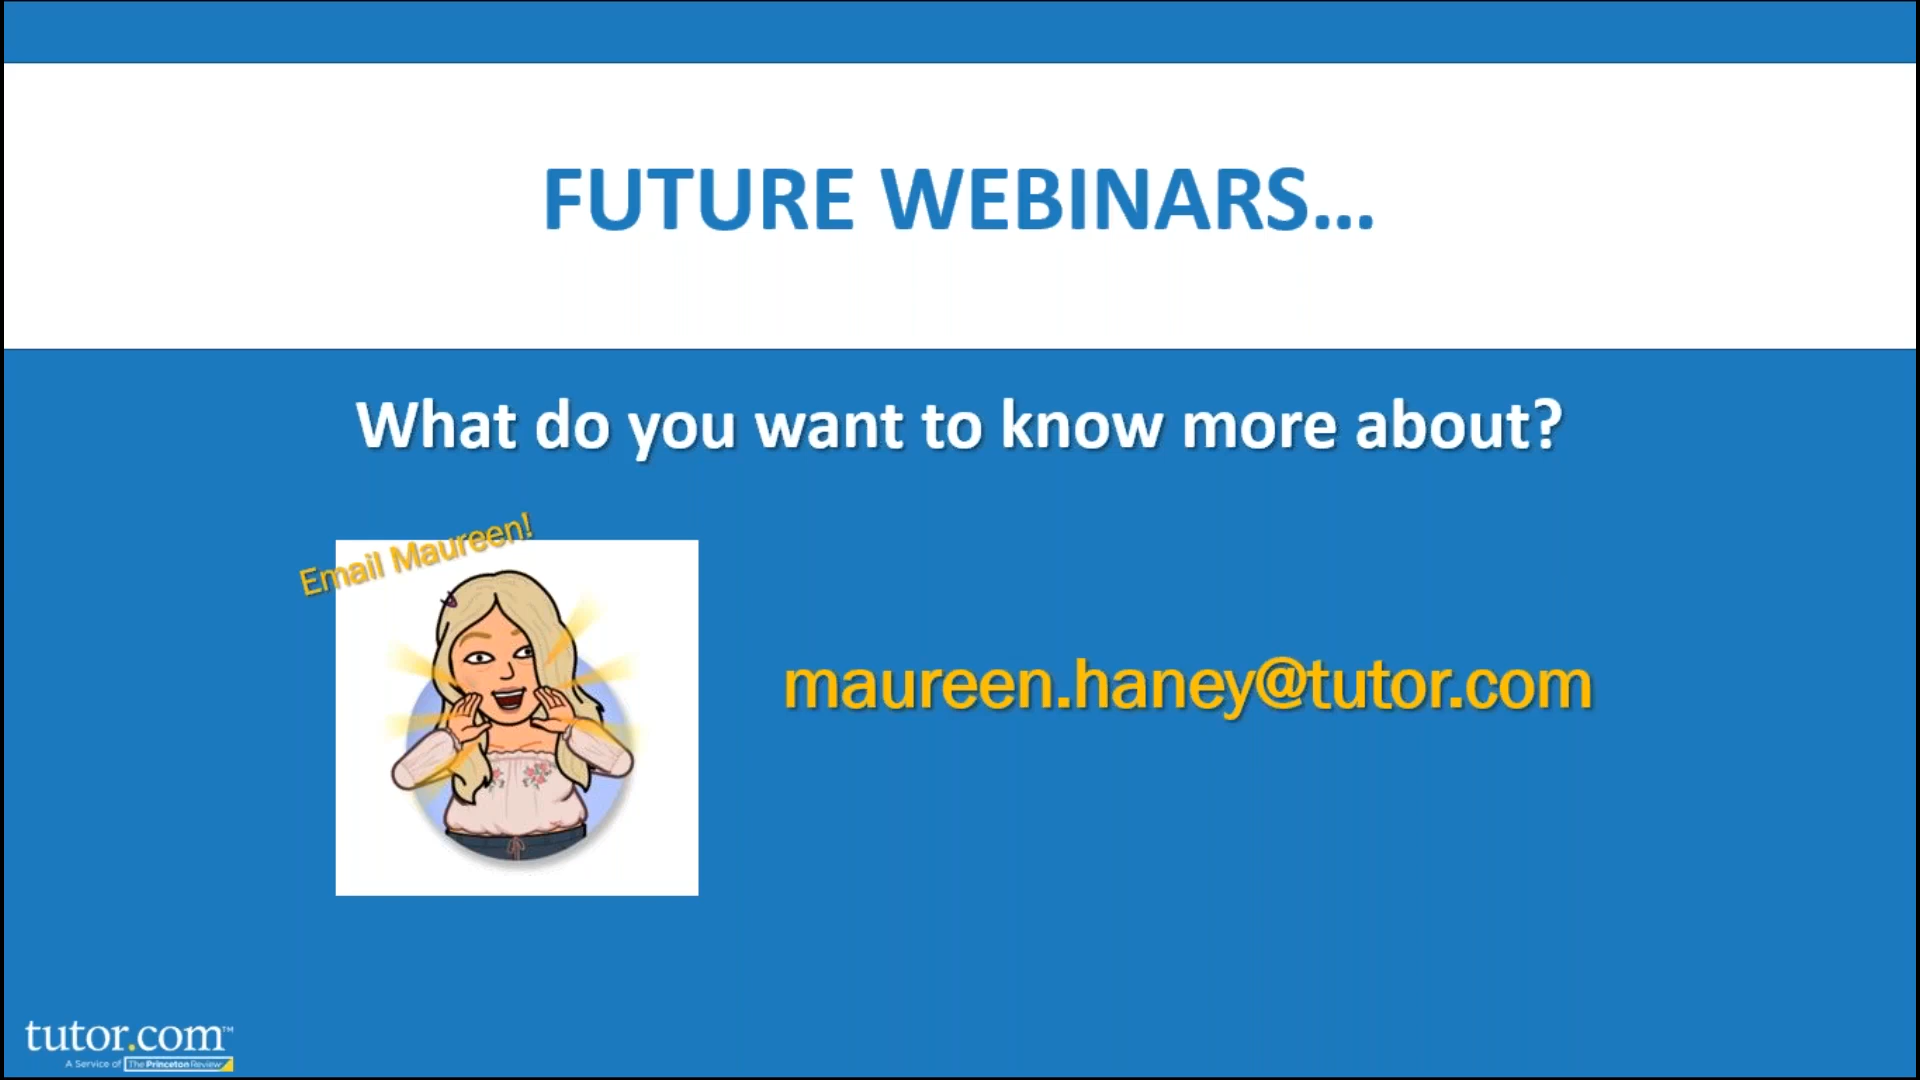 FUTURE WEBINARS...
What do you want to know more about?
Email Maureen!
maureen.haney@tutor.com
tutor.com™
A Service of The Princeton Review